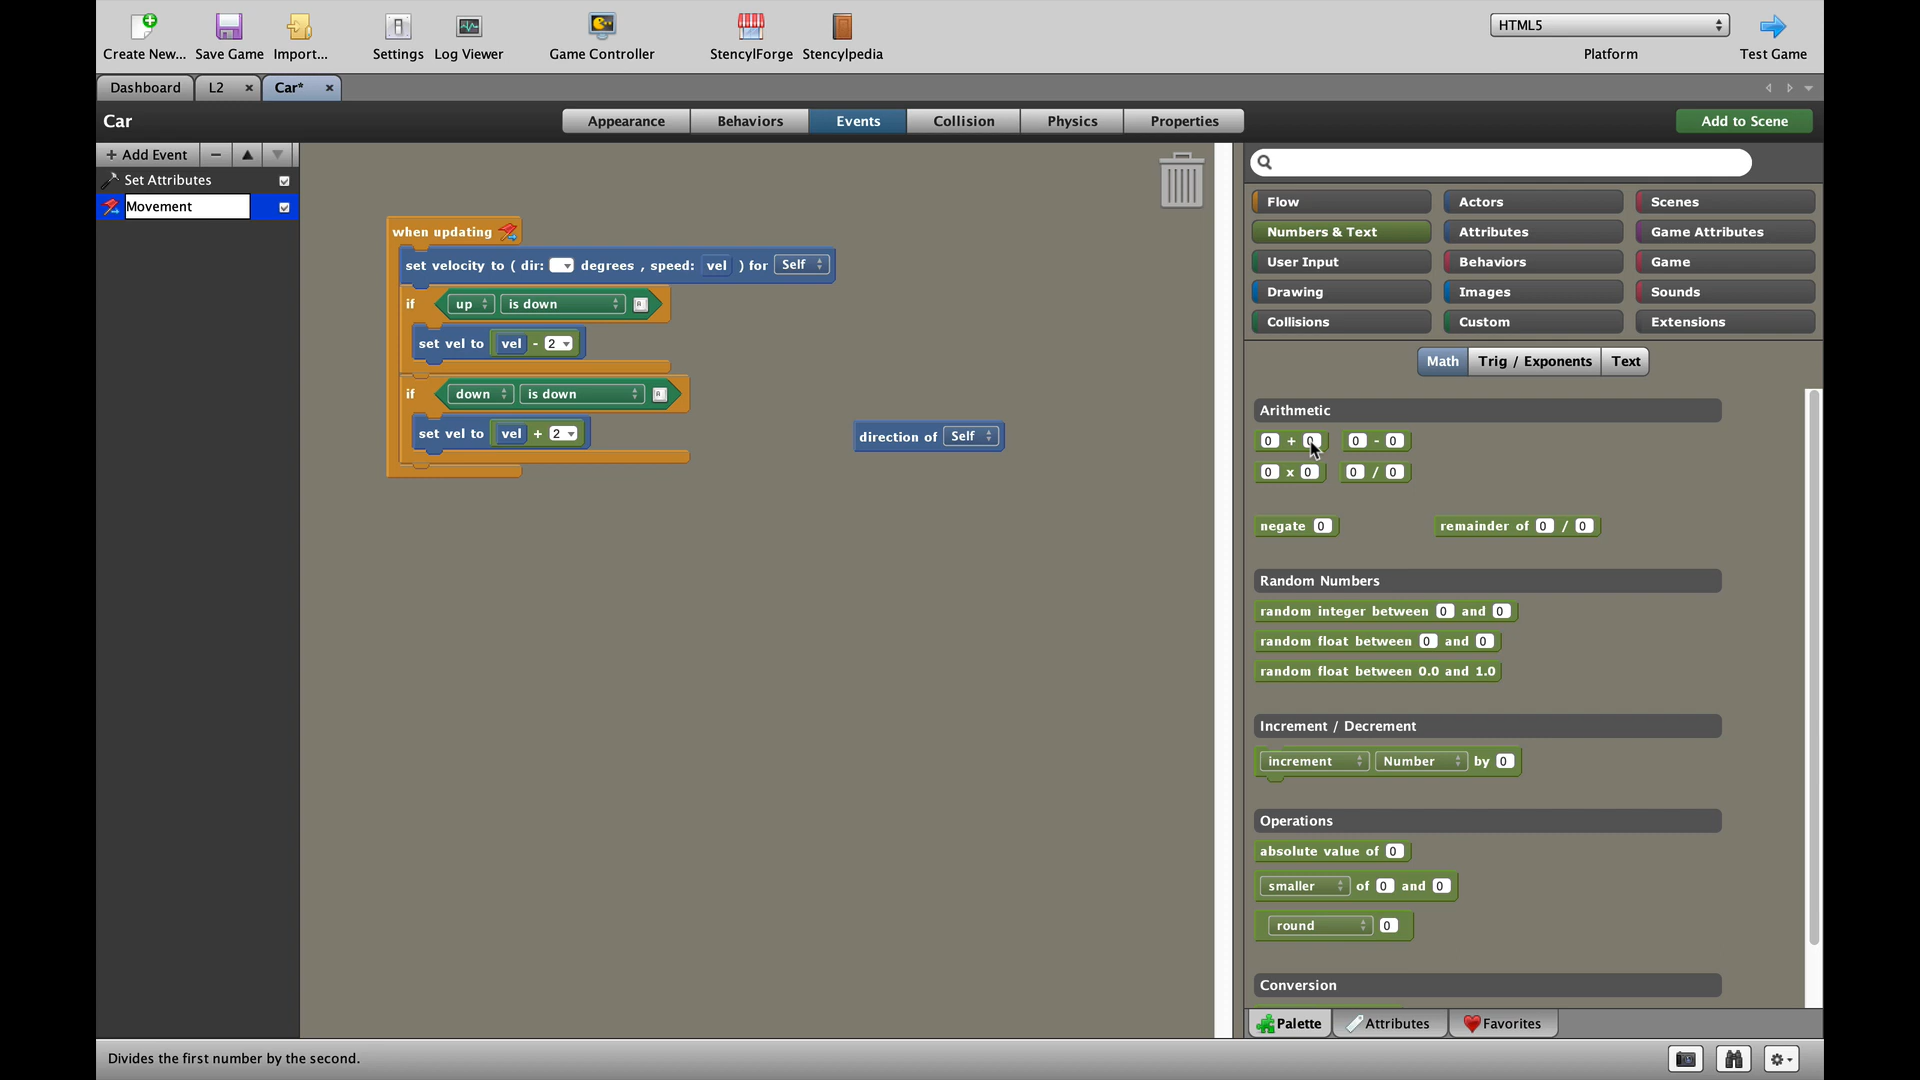 Create New... Save Game Import... Settings Log Viewer Game Controller StencylForge Stencylpedia HTML5 Platform Test Game
Dashboard L2 × Car* ×
Car Appearance Behaviors Events Collision Physics Properties Add to Scene
+ Add Event −
Set Attributes
Movement
when updating
set velocity to ( dir: degrees , speed: vel ) for Self
if up is down
set vel to vel - 2
if down is down
set vel to vel + 2
direction of Self
Flow Actors Scenes
Numbers & Text Attributes Game Attributes
User Input Behaviors Game
Drawing Images Sounds
Collisions Custom Extensions
Math Trig / Exponents Text
Arithmetic
0 + 0 0 - 0
0 x 0 0 / 0
negate 0 remainder of 0 / 0
Random Numbers
random integer between 0 and 0
random float between 0 and 0
random float between 0.0 and 1.0
Increment / Decrement
increment Number by 0
Operations
absolute value of 0
smaller of 0 and 0
round 0
Conversion
Palette Attributes Favorites
Divides the first number by the second.